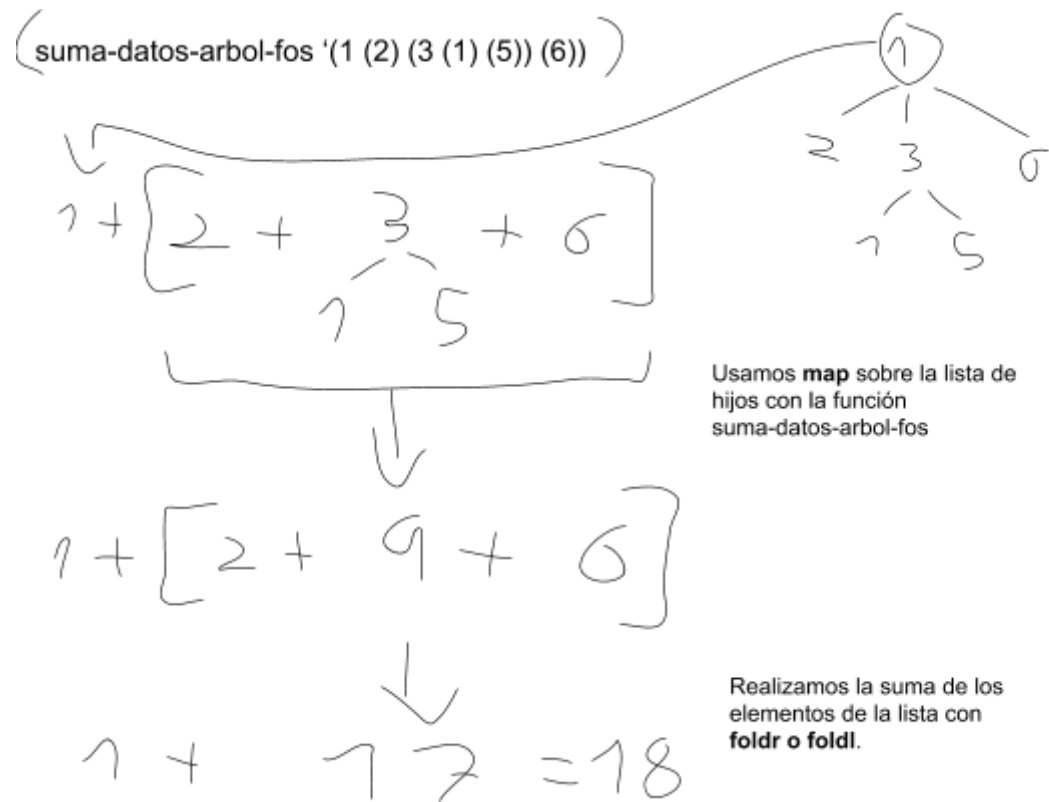 (suma-datos-arbol-fos ‘(1 (2) (3 (1) (5)) (6)) )
1
2 3 6
1 5
1 + [ 2 + 3 + 6 ]
1 5
Usamos map sobre la lista de
hijos con la función
suma-datos-arbol-fos
1 + [ 2 + 9 + 6 ]
Realizamos la suma de los
elementos de la lista con
foldr o foldl.
1 + 17 = 18